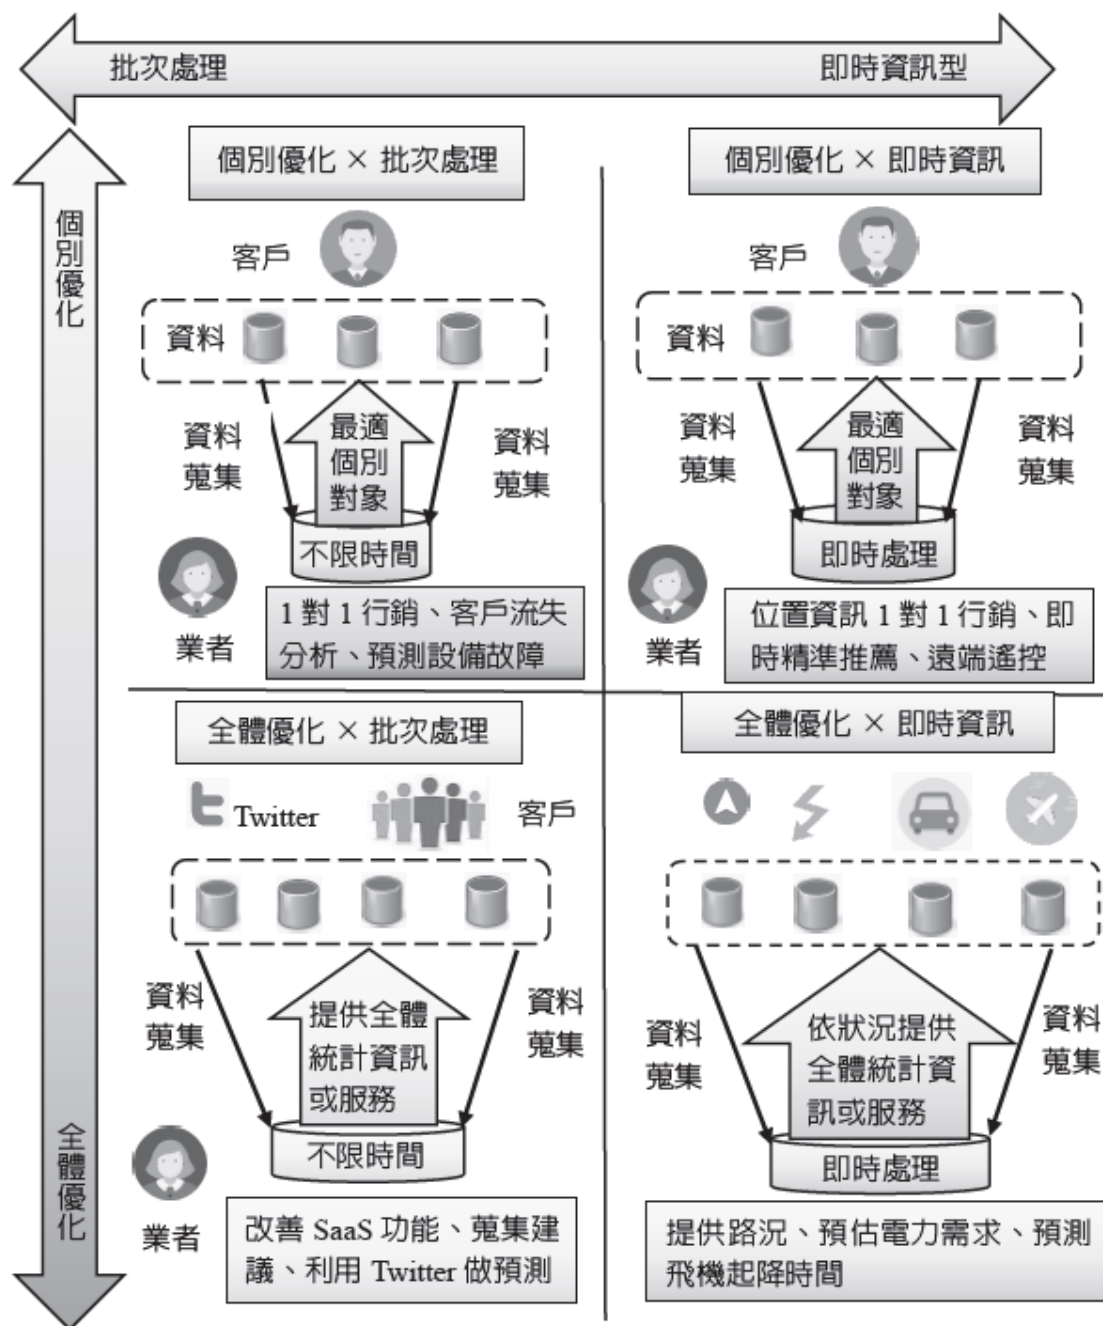 批次處理
即時資訊型
個別優化
全體優化
個別優化 × 批次處理
客戶
資料
資料
蒐集
最適
個別
對象
資料
蒐集
不限時間
業者
1 對 1 行銷、客戶流失
分析、預測設備故障
個別優化 × 即時資訊
客戶
資料
資料
蒐集
最適
個別
對象
資料
蒐集
即時處理
業者
位置資訊 1 對 1 行銷、即
時精準推薦、遠端遙控
全體優化 × 批次處理
Twitter
客戶
資料
蒐集
提供全體
統計資訊
或服務
資料
蒐集
不限時間
業者
改善 SaaS 功能、蒐集建
議、利用 Twitter 做預測
全體優化 × 即時資訊
資料
蒐集
依狀況提供
全體統計資
訊或服務
資料
蒐集
即時處理
提供路況、預估電力需求、預測
飛機起降時間